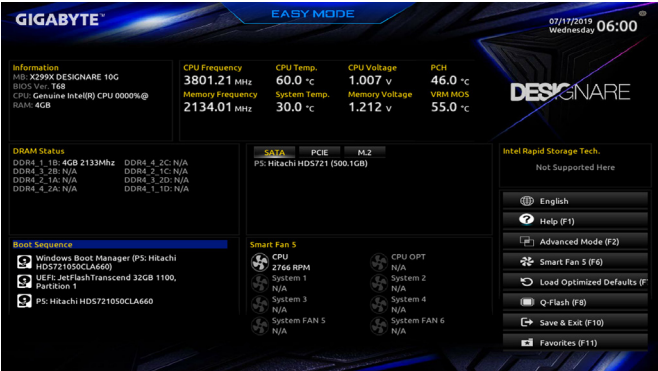 GIGABYTE™
EASY MODE
07/17/2019
Wednesday 06:00
Information
MB: X299X DESIGNARE 10G
BIOS Ver. T68
CPU: Genuine Intel(R) CPU 0000%@
RAM: 4GB
CPU Frequency
3801.21 MHz
CPU Temp.
60.0 °C
CPU Voltage
1.007 V
PCH
46.0 °C
Memory Frequency
2134.01 MHz
System Temp.
30.0 °C
Memory Voltage
1.212 V
VRM MOS
55.0 °C
DESIGNARE
DRAM Status
DDR4_1_1B: 4GB 2133Mhz
DDR4_3_2B: N/A
DDR4_2_1A: N/A
DDR4_4_2A: N/A
DDR4_4_2C: N/A
DDR4_2_1C: N/A
DDR4_3_2D: N/A
DDR4_1_1D: N/A
SATA PCIE M.2
P5: Hitachi HDS721 (500.1GB)
Intel Rapid Storage Tech.
Not Supported Here
Boot Sequence
Windows Boot Manager (P5: Hitachi
HDS721050CLA660)
UEFI: JetFlashTranscend 32GB 1100,
Partition 1
P5: Hitachi HDS721050CLA660
Smart Fan 5
CPU
2766 RPM
CPU OPT
N/A
System 1
N/A
System 2
N/A
System 3
N/A
System 4
N/A
System FAN 5
N/A
System FAN 6
N/A
English
Help (F1)
Advanced Mode (F2)
Smart Fan 5 (F6)
Load Optimized Defaults (F
Q-Flash (F8)
Save & Exit (F10)
Favorites (F11)